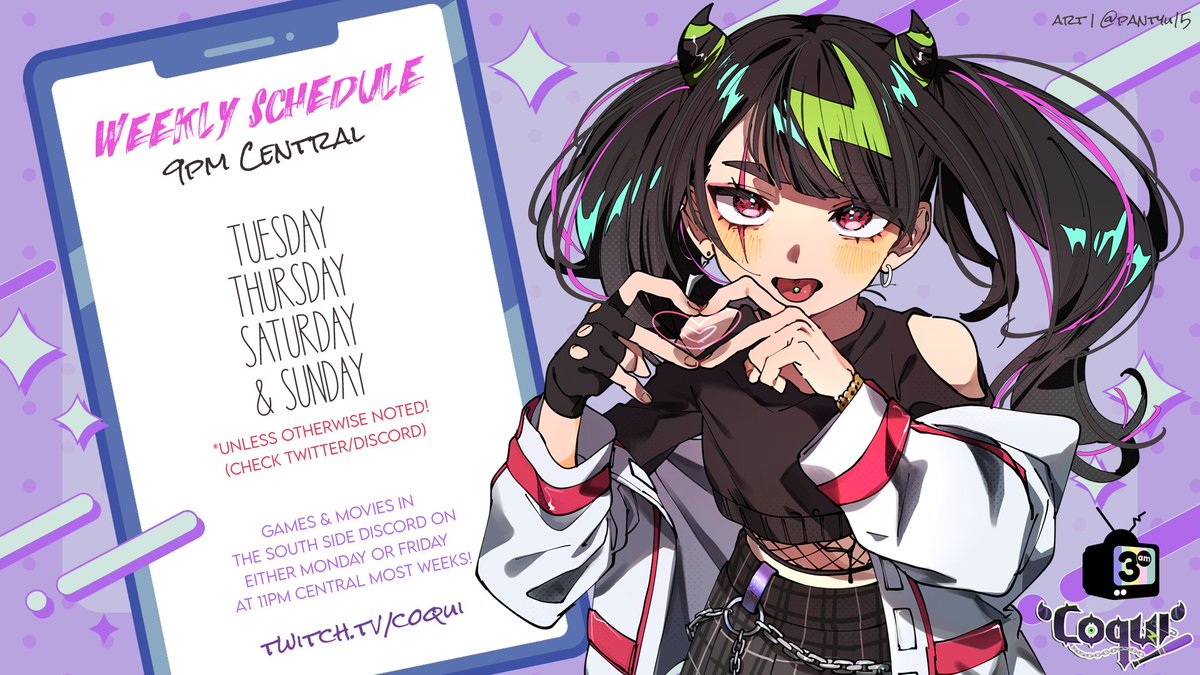 ART | @PANTYU15
WEEKLY SCHEDULE
9PM CENTRAL
TUESDAY
THURSDAY
SATURDAY
& SUNDAY
*UNLESS OTHERWISE NOTED!
(CHECK TWITTER/DISCORD)
GAMES & MOVIES IN
THE SOUTH SIDE DISCORD ON
EITHER MONDAY OR FRIDAY
AT 11PM CENTRAL MOST WEEKS!
TWITCH.TV/COQUI
3am
"Coqui"